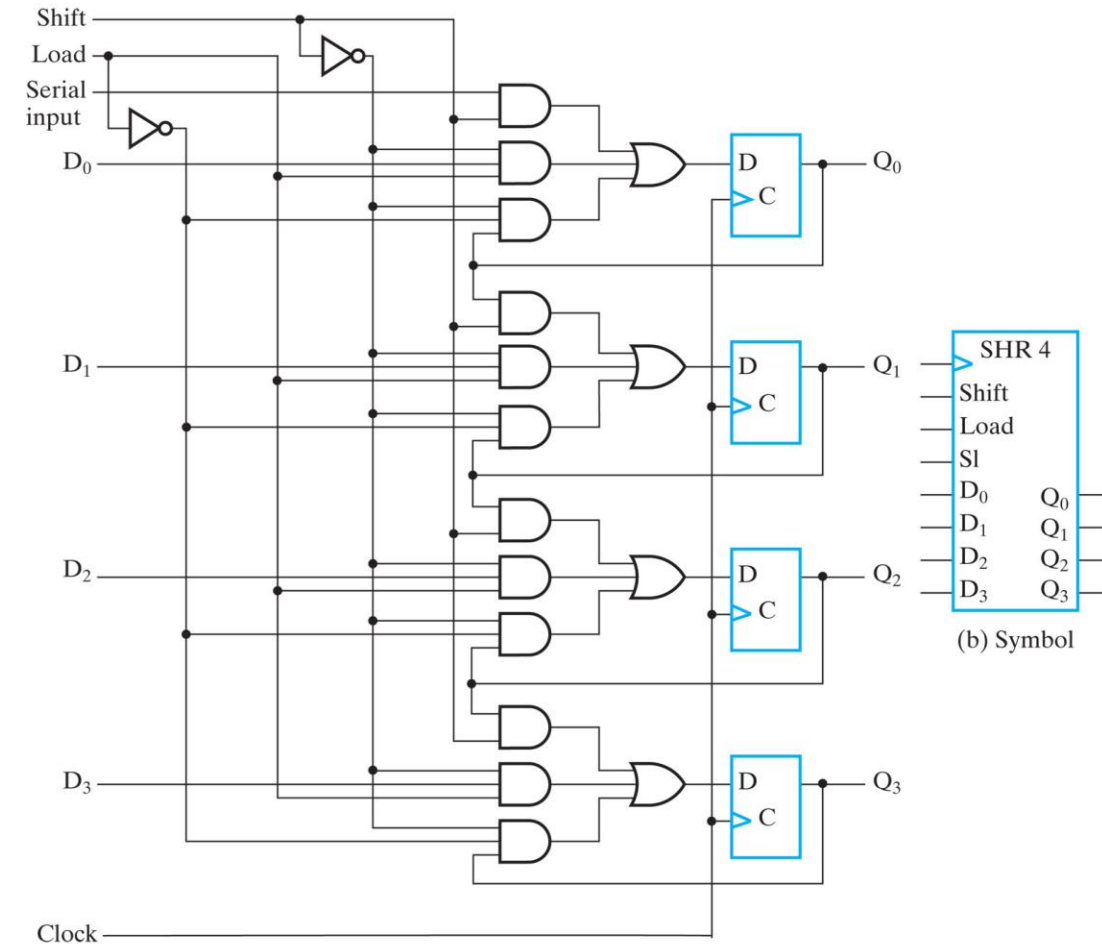 Shift
Load
Serial
input
D₀
D
C
Q₀
D₁
D
C
Q₁
SHR 4
Shift
Load
SI
D₀ Q₀
D₁ Q₁
D₂ Q₂
D₃ Q₃
(b) Symbol
D₂
D
C
Q₂
D₃
D
C
Q₃
Clock